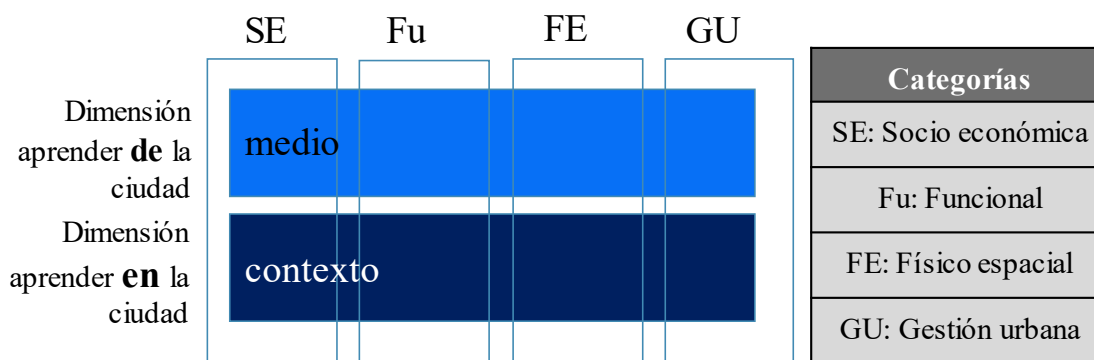 SE Fu FE GU
Dimensión
aprender de la
ciudad
medio
Dimensión
aprender en la
ciudad
contexto
Categorías
SE: Socio económica
Fu: Funcional
FE: Físico espacial
GU: Gestión urbana